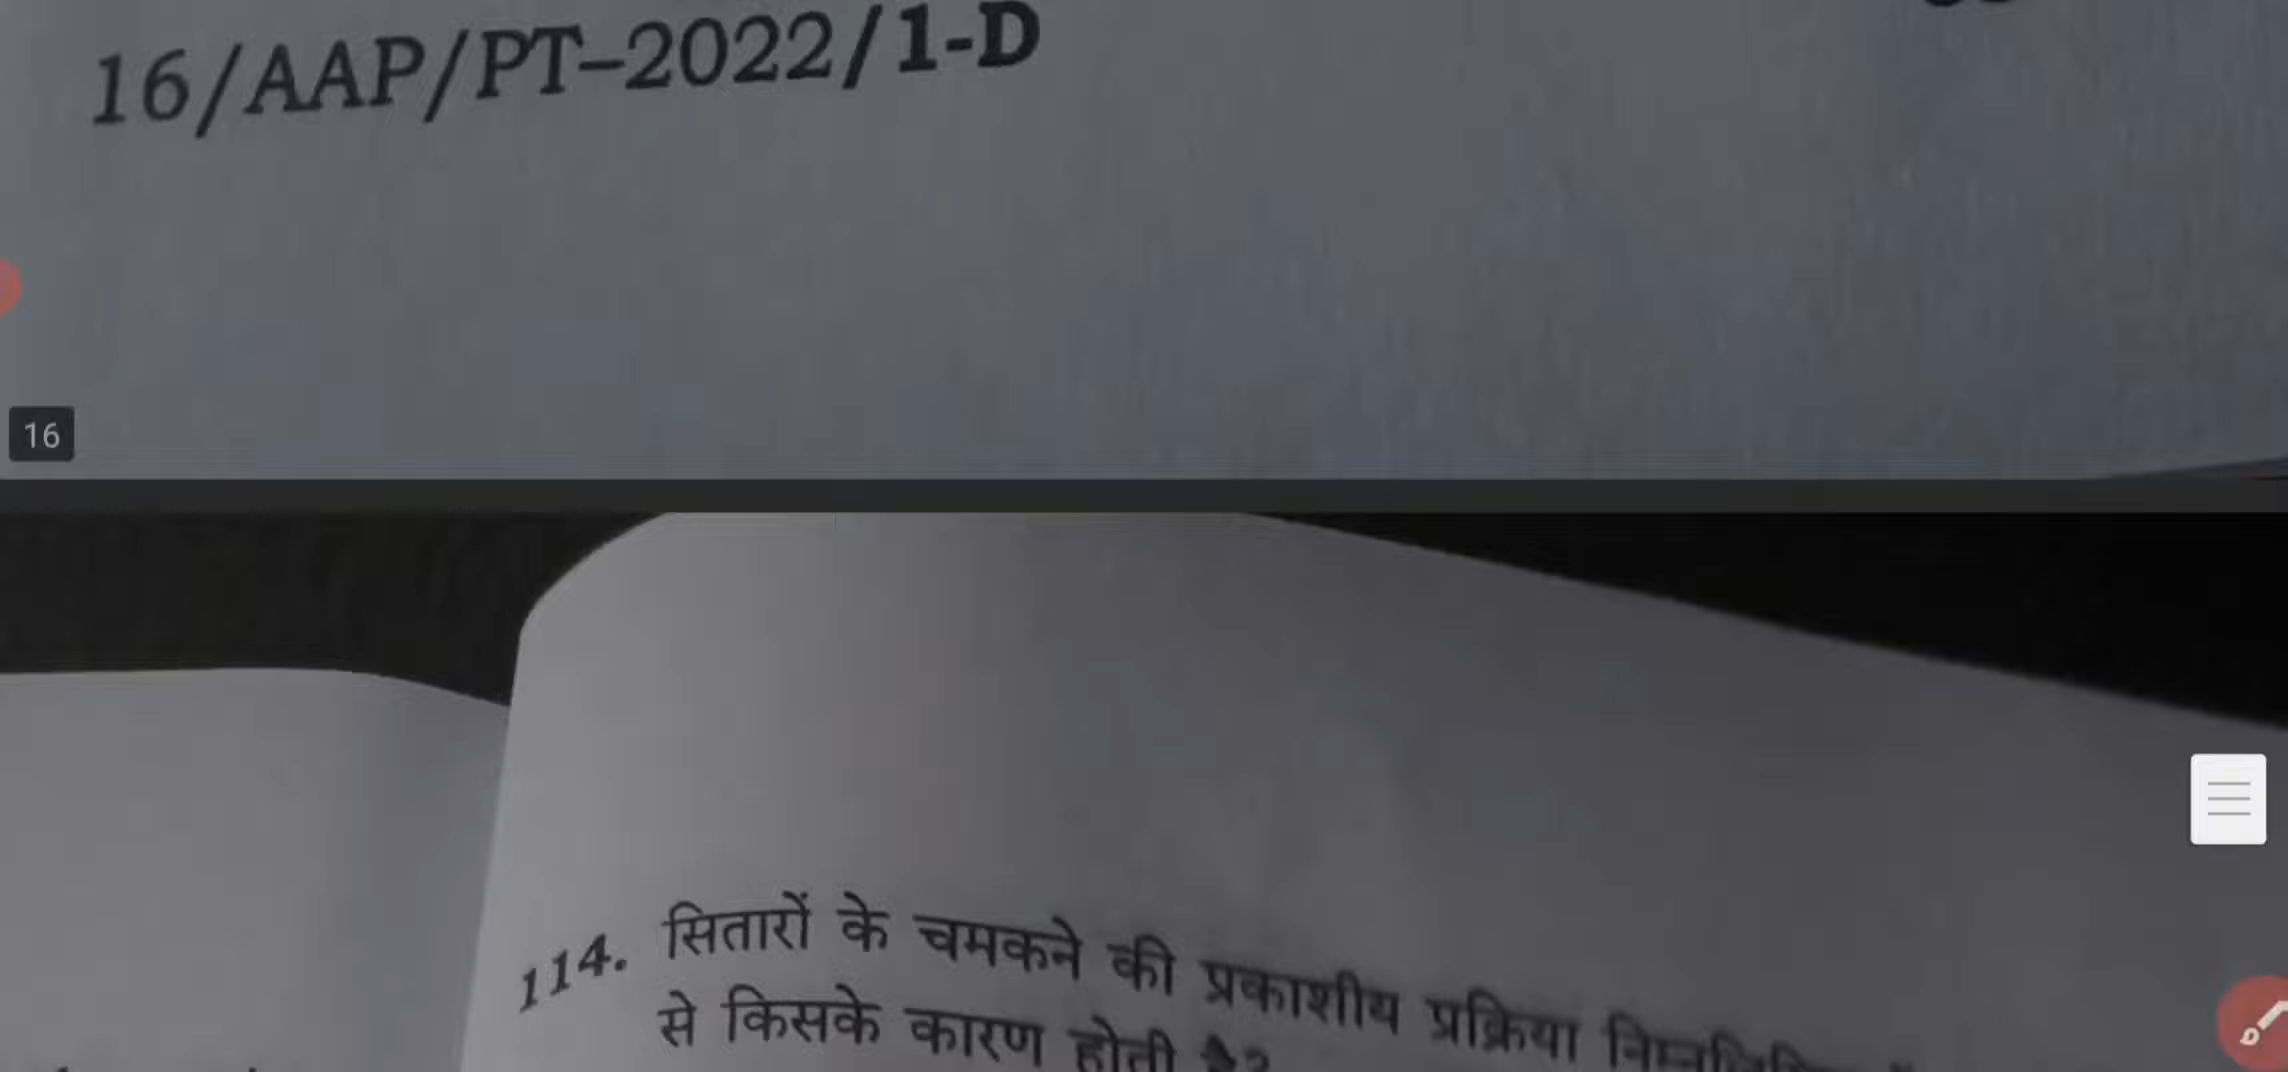 16/AAP/PT–2022/1-D
16
114. सितारों के चमकने की प्रकाशीय प्रक्रिया
से किसके कारण होती है?